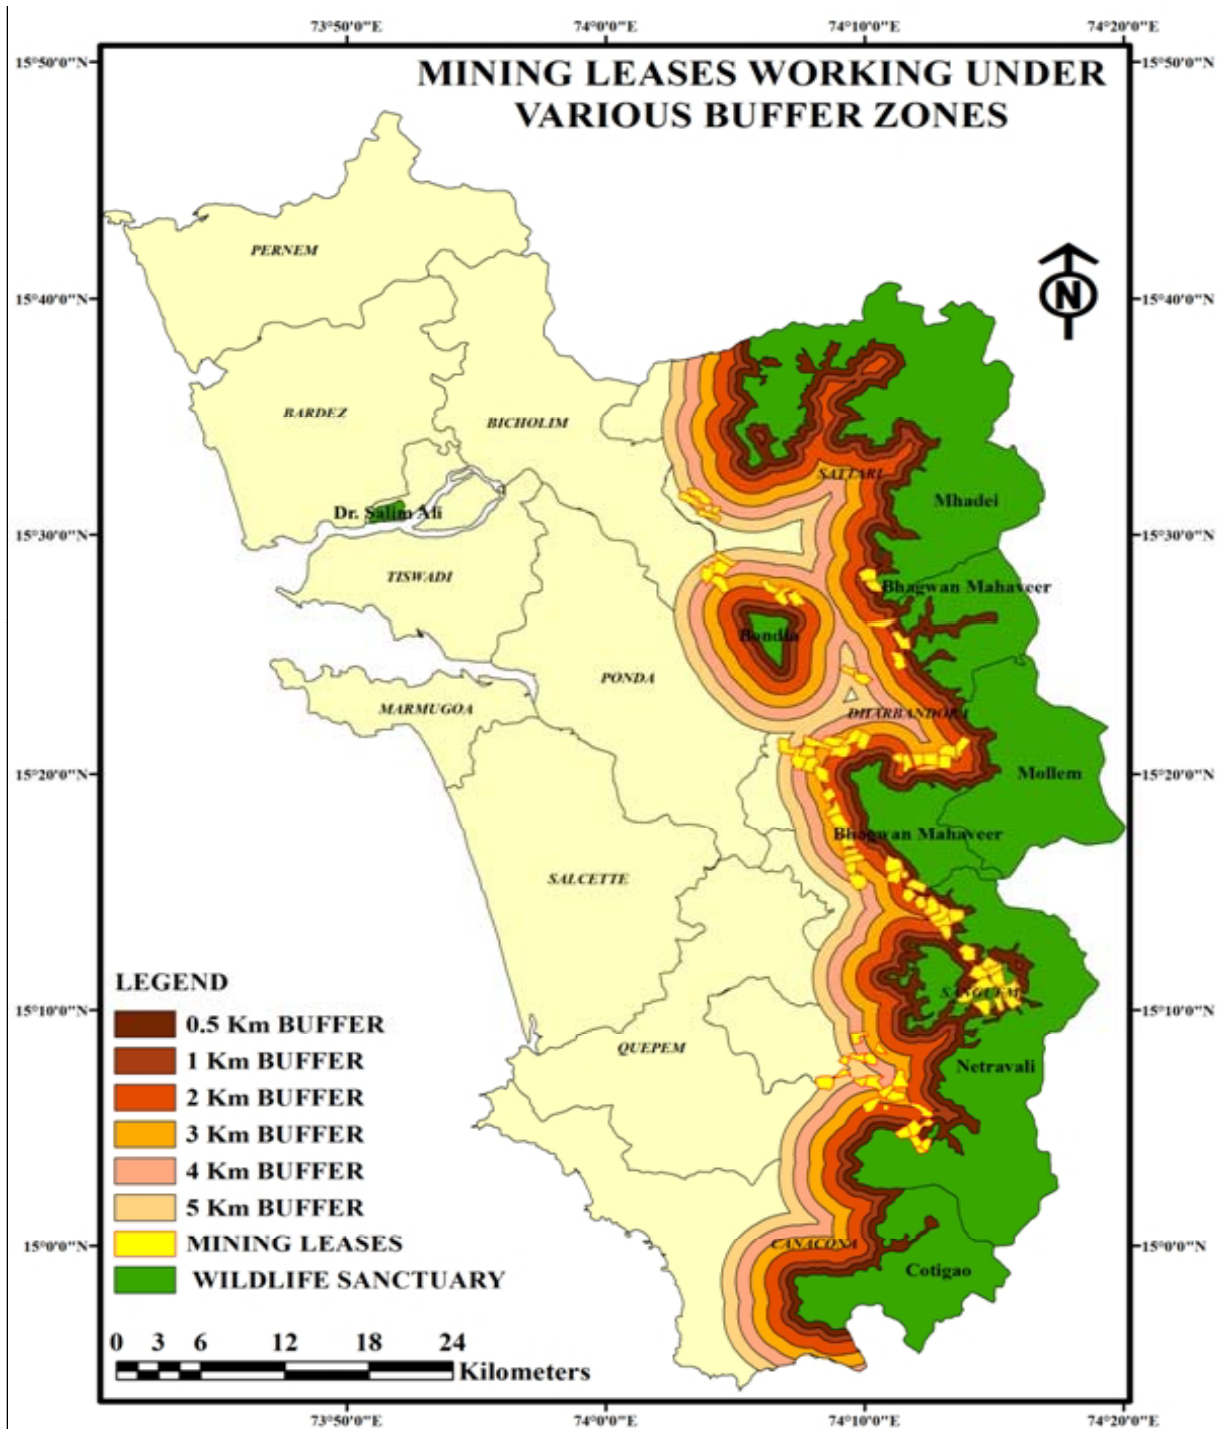 73°50'0"E 74°0'0"E 74°10'0"E 74°20'0"E
15°50'0"N 15°50'0"N
MINING LEASES WORKING UNDER
VARIOUS BUFFER ZONES
PERNEM
N
15°40'0"N 15°40'0"N
BARDEZ
BICHOLIM
SATTARI
Mhadei
Dr. Salim Ali
15°30'0"N 15°30'0"N
TISWADI
Bhagwan Mahaveer
Bondla
PONDA
MARMUGOA
DHARBANDORA
15°20'0"N 15°20'0"N
Mollem
Bhagwan Mahaveer
SALCETTE
LEGEND
SANGUEM
15°10'0"N 15°10'0"N
0.5 Km BUFFER
QUEPEM
1 Km BUFFER
Netravali
2 Km BUFFER
3 Km BUFFER
4 Km BUFFER
5 Km BUFFER
CANACONA
MINING LEASES
15°0'0"N 15°0'0"N
Cotigao
WILDLIFE SANCTUARY
0 3 6 12 18 24
Kilometers
73°50'0"E 74°0'0"E 74°10'0"E 74°20'0"E